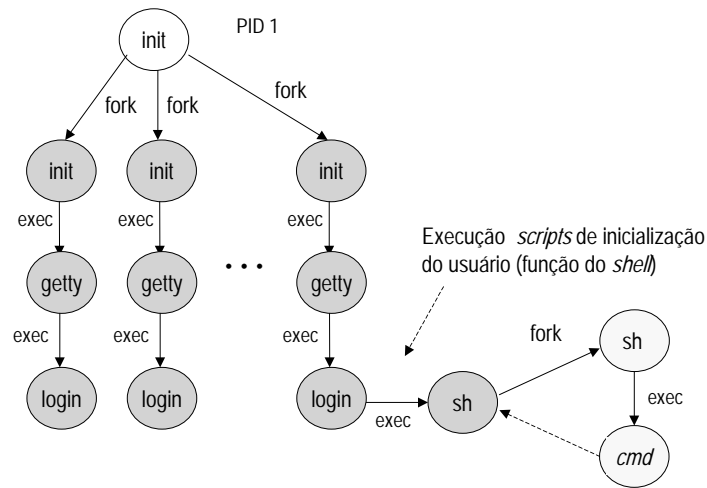 init
PID 1
fork
fork
fork
init
init
init
exec
exec
exec
getty
getty
...
getty
Execução scripts de inicialização
do usuário (função do shell)
exec
exec
exec
fork
sh
login
login
login
exec
sh
exec
cmd